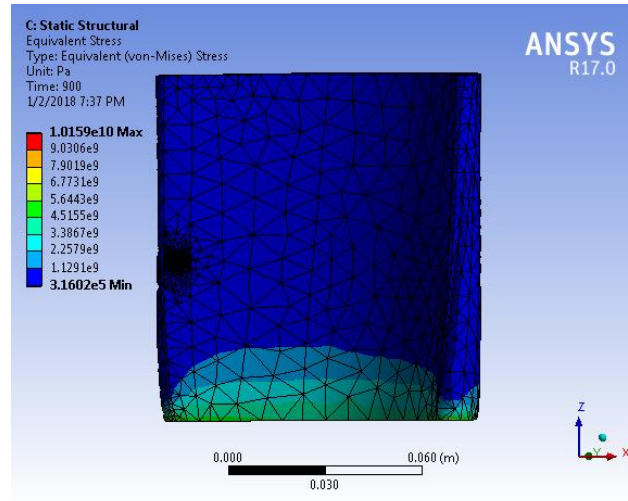 C: Static Structural
Equivalent Stress
Type: Equivalent (von-Mises) Stress
Unit: Pa
Time: 900
1/2/2018 7:37 PM
ANSYS
R17.0
1.0159e10 Max
9.0306e9
7.9019e9
6.7731e9
5.6443e9
4.5155e9
3.3867e9
2.2579e9
1.1291e9
3.1602e5 Min
0.000
0.060 (m)
0.030
Z
Y
X